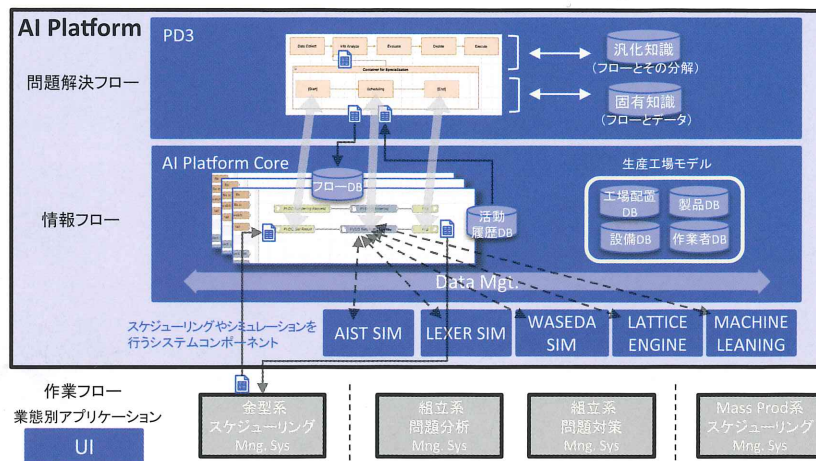 AI Platform
PD3
問題解決フロー
Data Collect
Info Analyze
Evaluate
Decide
Execute
Container for Specialization
[Start]
Scheduling
[End]
汎化知識
(フローとその分解)
固有知識
(フローとデータ)
AI Platform Core
情報フロー
フローDB
活動
履歴DB
生産工場モデル
工場配置
DB
製品DB
設備DB
作業者DB
Data Mgt.
スケジューリングやシミュレーションを
行うシステムコンポーネント
AIST SIM
LEXER SIM
WASEDA
SIM
LATTICE
ENGINE
MACHINE
LEANING
作業フロー
業態別アプリケーション
UI
金型系
スケジューリング
Mng. Sys
組立系
問題分析
Mng. Sys
組立系
問題対策
Mng. Sys
Mass Prod系
スケジューリング
Mng. Sys